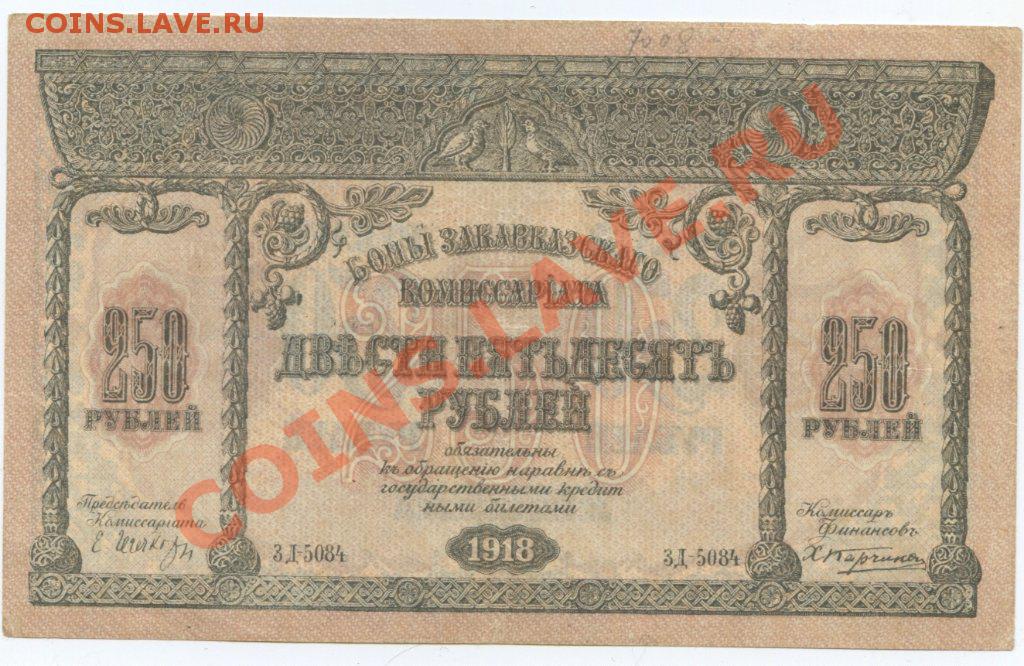 COINS.LAVE.RU
7008
БОНЫ ЗАКАВКАЗСКАГО
КОМИССАРІАТА
250
РУБЛЕЙ
ДВѢСТИ ПЯТЬДЕСЯТЪ
РУБЛЕЙ
250
РУБЛЕЙ
обязательны
къ обращенію наравнѣ съ
государственными кредит
ными билетами
Предсѣдатель
Комиссаріата
Комиссаръ
Финансовъ
ЗД-5084
1918
ЗД-5084
COINS.LAVE.RU